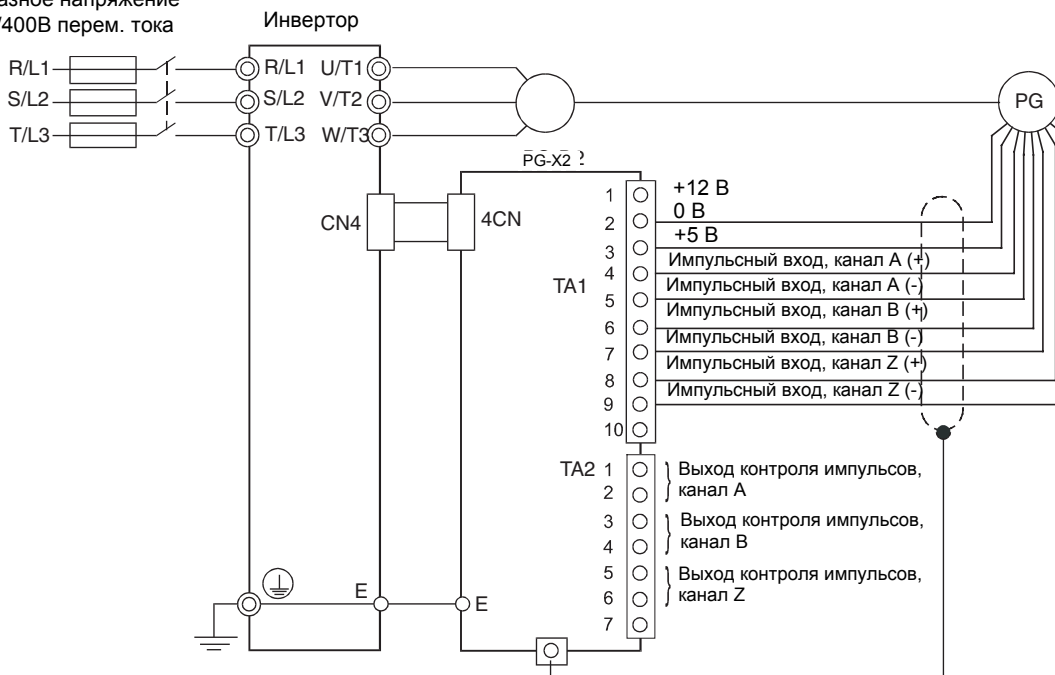 азное напряжение
/400В перем. тока
Инвертор
R/L1
R/L1 U/T1
S/L2
S/L2 V/T2
T/L3
T/L3 W/T3
PG
PG-X2
CN4
4CN
TA1
1
+12 В
2
0 В
3
+5 В
4
Импульсный вход, канал A (+)
5
Импульсный вход, канал A (-)
6
Импульсный вход, канал B (+)
7
Импульсный вход, канал B (-)
8
Импульсный вход, канал Z (+)
9
Импульсный вход, канал Z (-)
10
TA2
1
Выход контроля импульсов,
2
канал A
3
Выход контроля импульсов,
4
канал B
5
Выход контроля импульсов,
6
канал Z
7
E
E